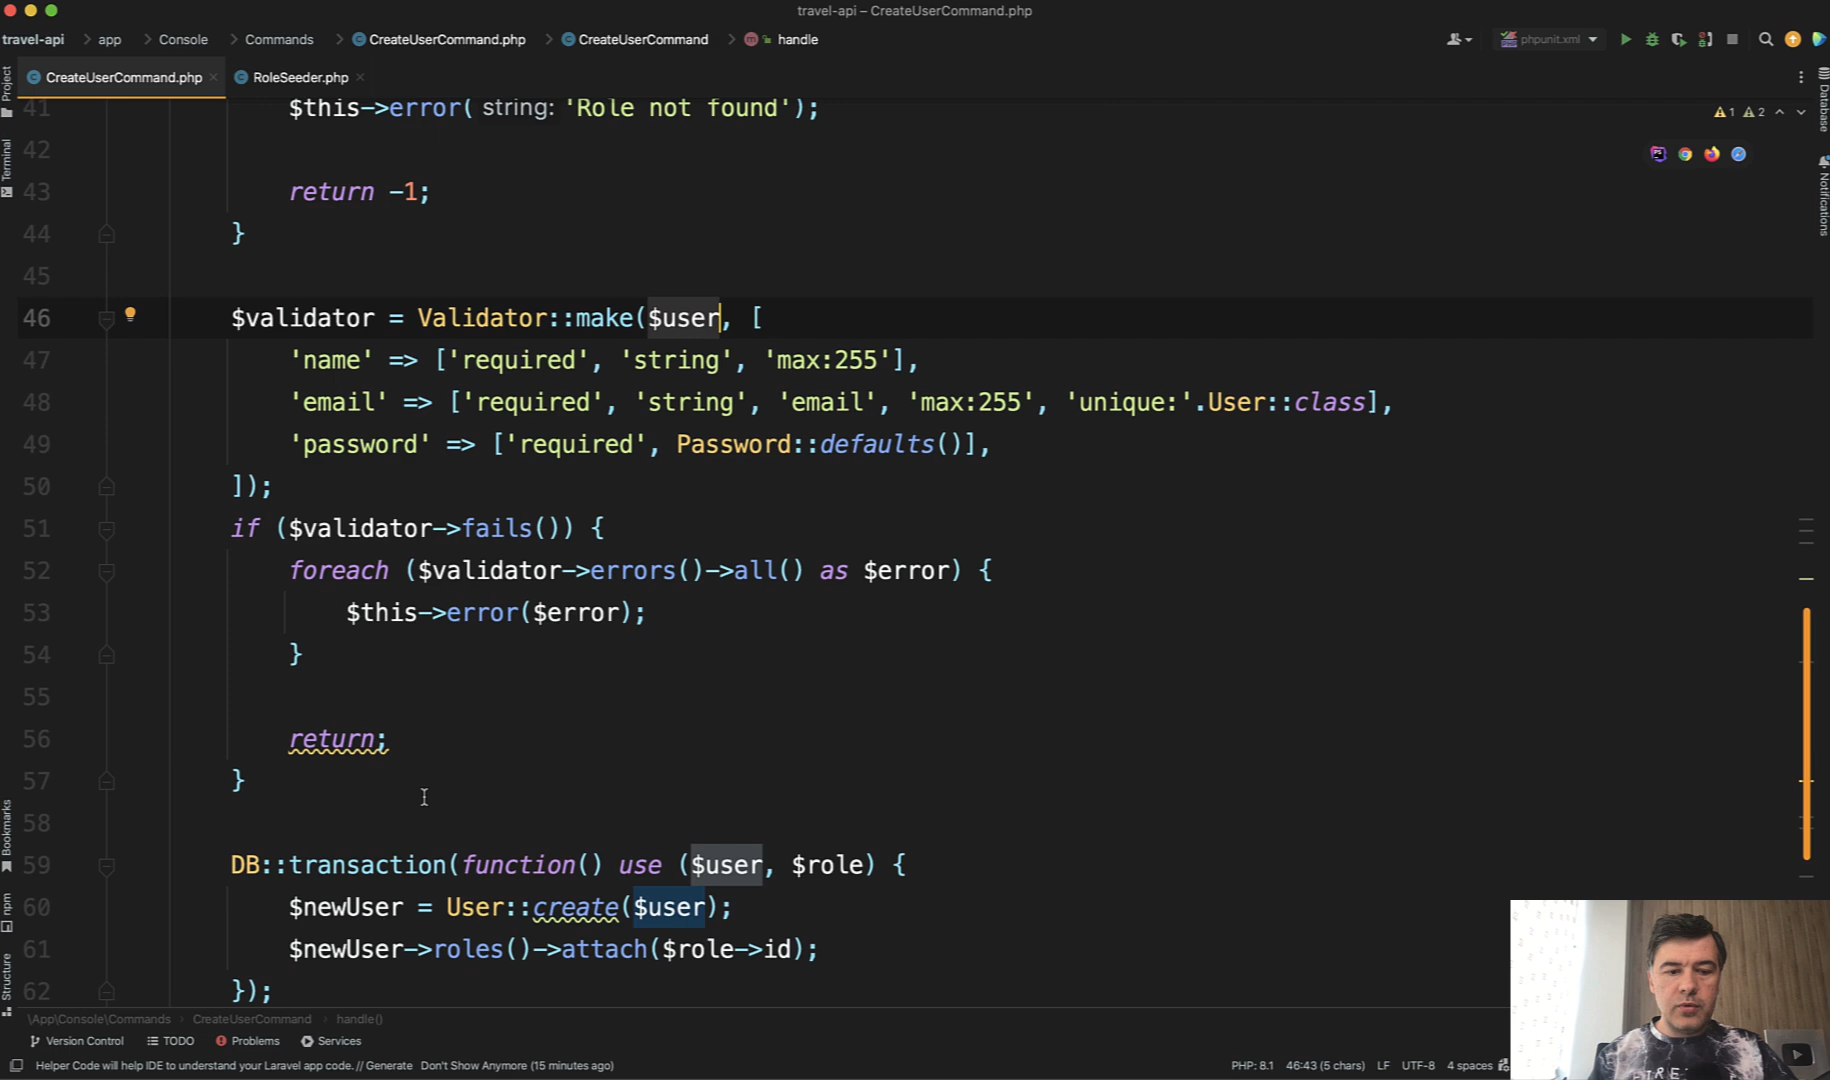 travel-api – CreateUserCommand.php
travel-api app Console Commands CreateUserCommand.php CreateUserCommand handle
phpunit.xml
CreateUserCommand.php RoleSeeder.php
Project
Terminal
Bookmarks
npm
Structure
Database
Notifications
1 2
41 $this->error( string: 'Role not found');
42
43 return -1;
44 }
45
46 $validator = Validator::make($user, [
47 'name' => ['required', 'string', 'max:255'],
48 'email' => ['required', 'string', 'email', 'max:255', 'unique:'.User::class],
49 'password' => ['required', Password::defaults()],
50 ]);
51 if ($validator->fails()) {
52 foreach ($validator->errors()->all() as $error) {
53 $this->error($error);
54 }
55
56 return;
57 }
58
59 DB::transaction(function() use ($user, $role) {
60 $newUser = User::create($user);
61 $newUser->roles()->attach($role->id);
62 });
\App\Console\Commands CreateUserCommand handle()
Version Control TODO Problems Services
Helper Code will help IDE to understand your Laravel app code. // Generate Don't Show Anymore (15 minutes ago)
PHP: 8.1 46:43 (5 chars) LF UTF-8 4 spaces